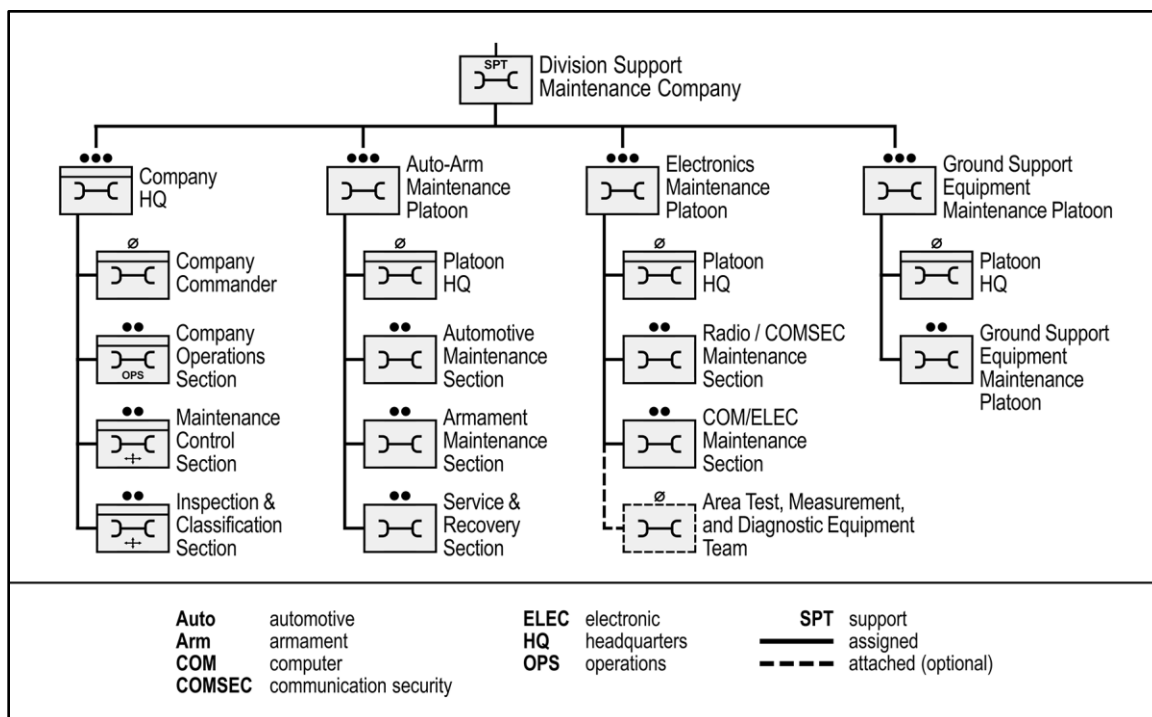 SPT
Division Support
Maintenance Company
Company
HQ
Auto-Arm
Maintenance
Platoon
Electronics
Maintenance
Platoon
Ground Support
Equipment
Maintenance Platoon
Company
Commander
Platoon
HQ
Platoon
HQ
Platoon
HQ
Company
Operations
Section
OPS
Automotive
Maintenance
Section
Radio / COMSEC
Maintenance
Section
Ground Support
Equipment
Maintenance
Platoon
Maintenance
Control
Section
Armament
Maintenance
Section
COM/ELEC
Maintenance
Section
Inspection &
Classification
Section
Service &
Recovery
Section
Area Test, Measurement,
and Diagnostic Equipment
Team
Auto automotive
Arm armament
COM computer
COMSEC communication security
ELEC electronic
HQ headquarters
OPS operations
SPT support
assigned
attached (optional)